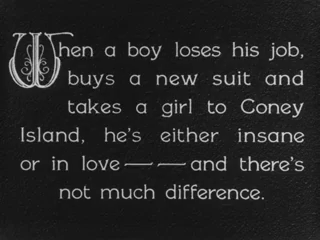 When a boy loses his job,
buys a new suit and
takes a girl to Coney
Island, he's either insane
or in love — — and there's
not much difference.